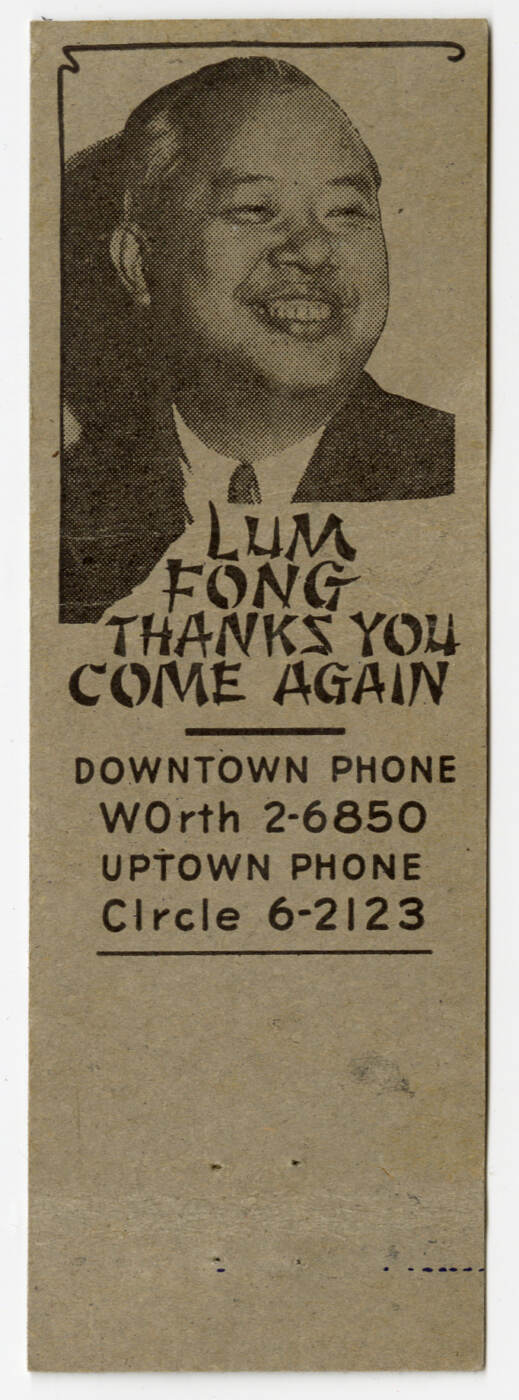 LUM
FONG
THANKS YOU
COME AGAIN
DOWNTOWN PHONE
WOrth 2-6850
UPTOWN PHONE
CIrcle 6-2123